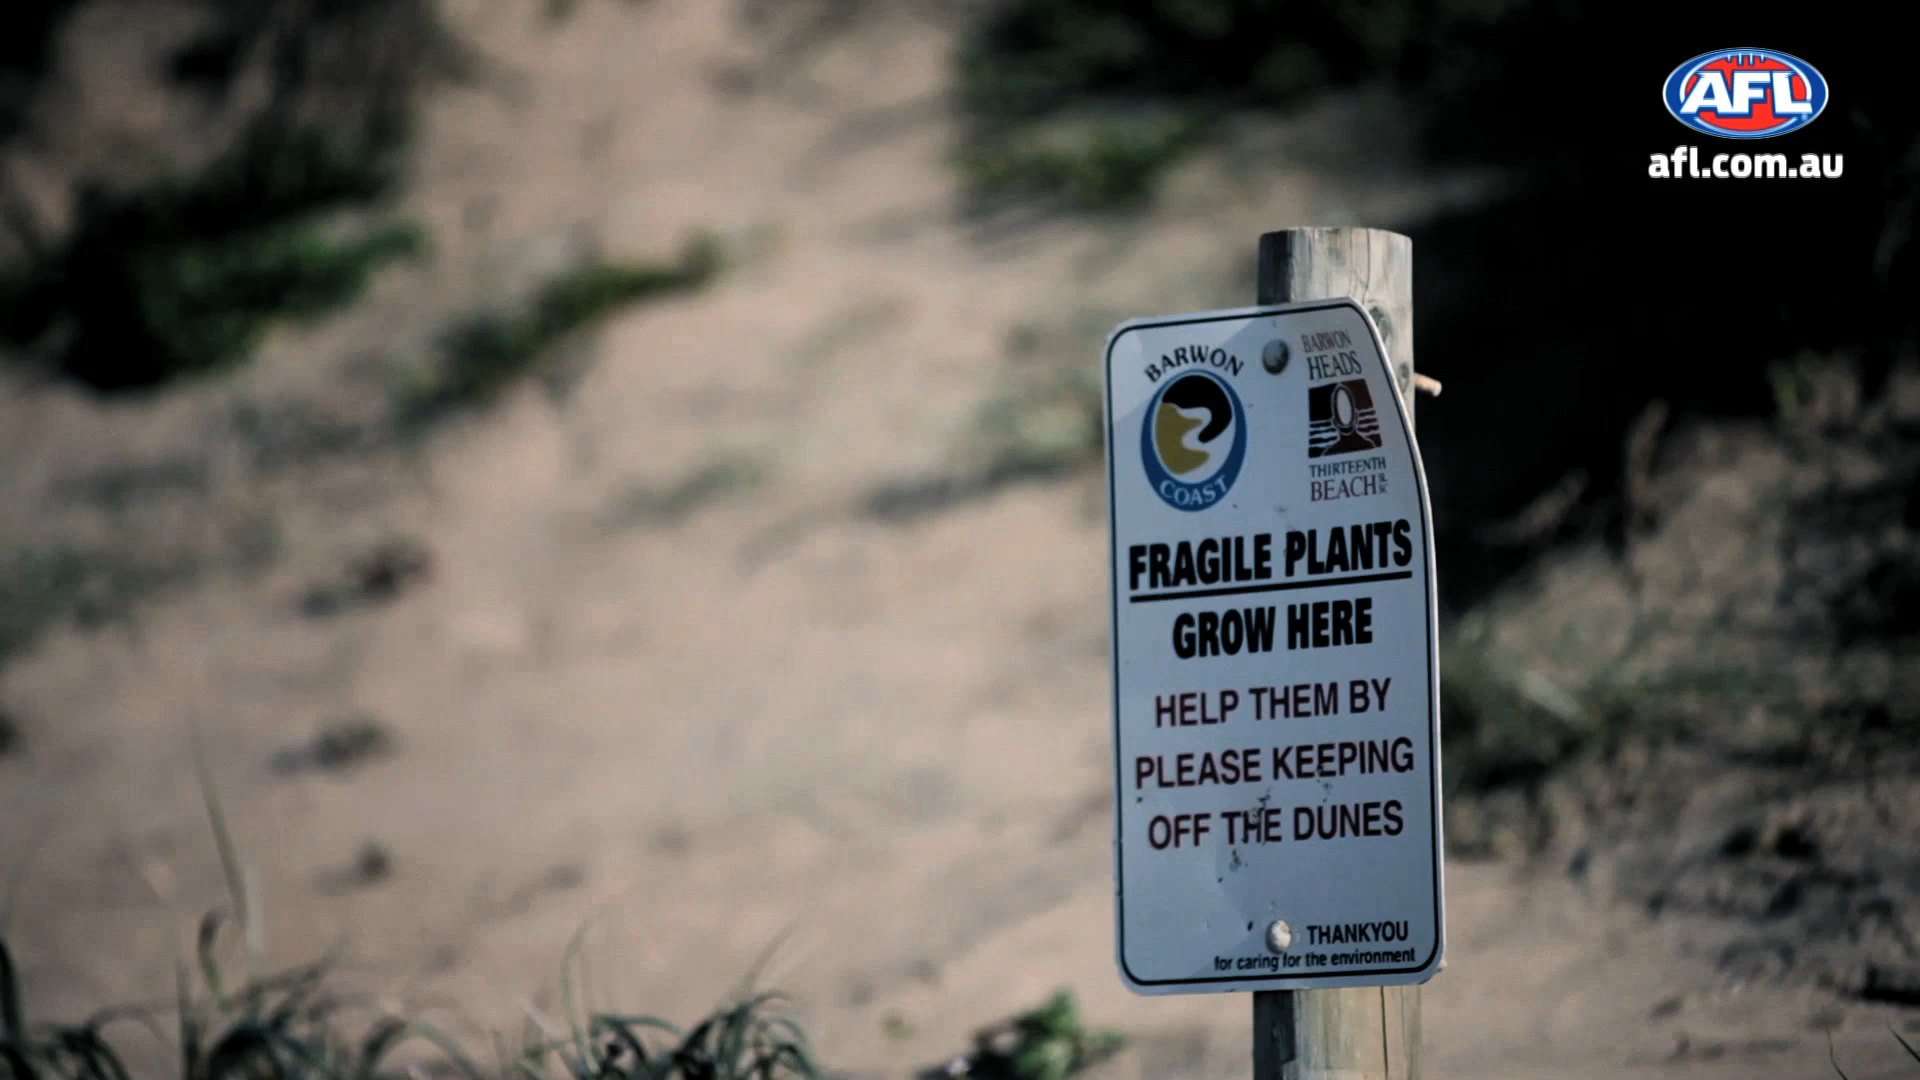 AFL
afl.com.au
BARWON
COAST
BARWON
HEADS
THIRTEENTH
BEACH
FRAGILE PLANTS
GROW HERE
HELP THEM BY
PLEASE KEEPING
OFF THE DUNES
THANKYOU
for caring for the environment